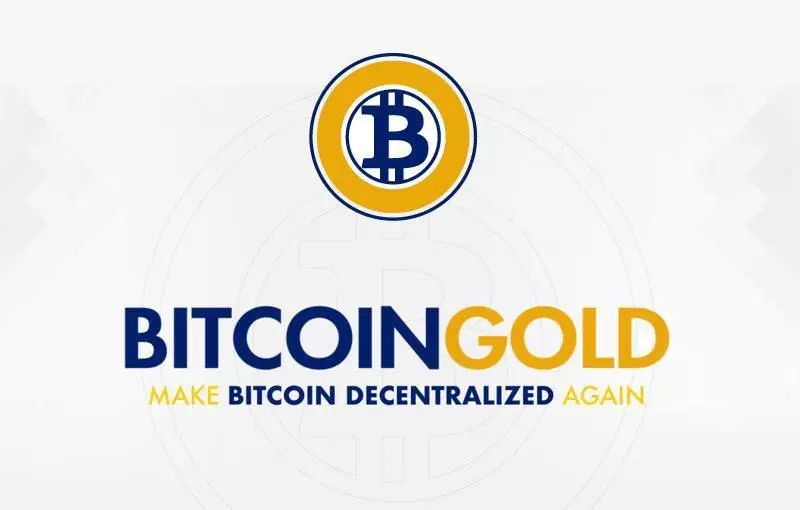 BITCOINGOLD
MAKE BITCOIN DECENTRALIZED AGAIN